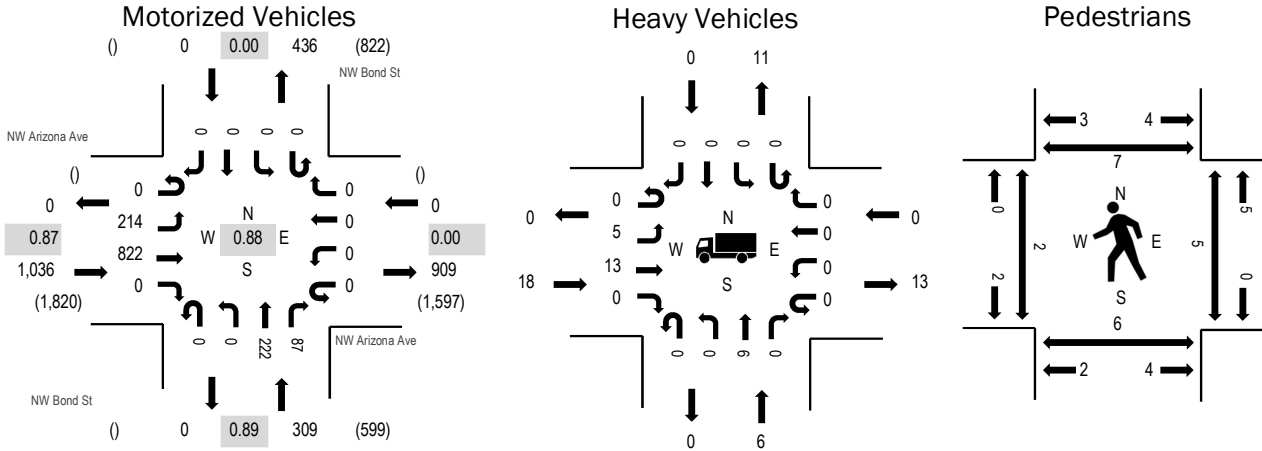 Motorized Vehicles
() 0 0.00 436 (822)
NW Bond St
NW Arizona Ave
0 0 0 0
()
0
0.87
1,036
(1,820)
0
214
822
0
N
W 0.88 E
S
0
0
0
0
()
0
0.00
909
(1,597)
0 0 222 87
NW Arizona Ave
NW Bond St
() 0 0.89 309 (599)
Heavy Vehicles
0 11
0 0 0 0
0
18
0
5
13
0
N
W E
S
0
0
0
0
0
13
0 0 6 0
0 6
Pedestrians
3 4
7
0
2
2
N
W E
S
5
5
0
6
2 4